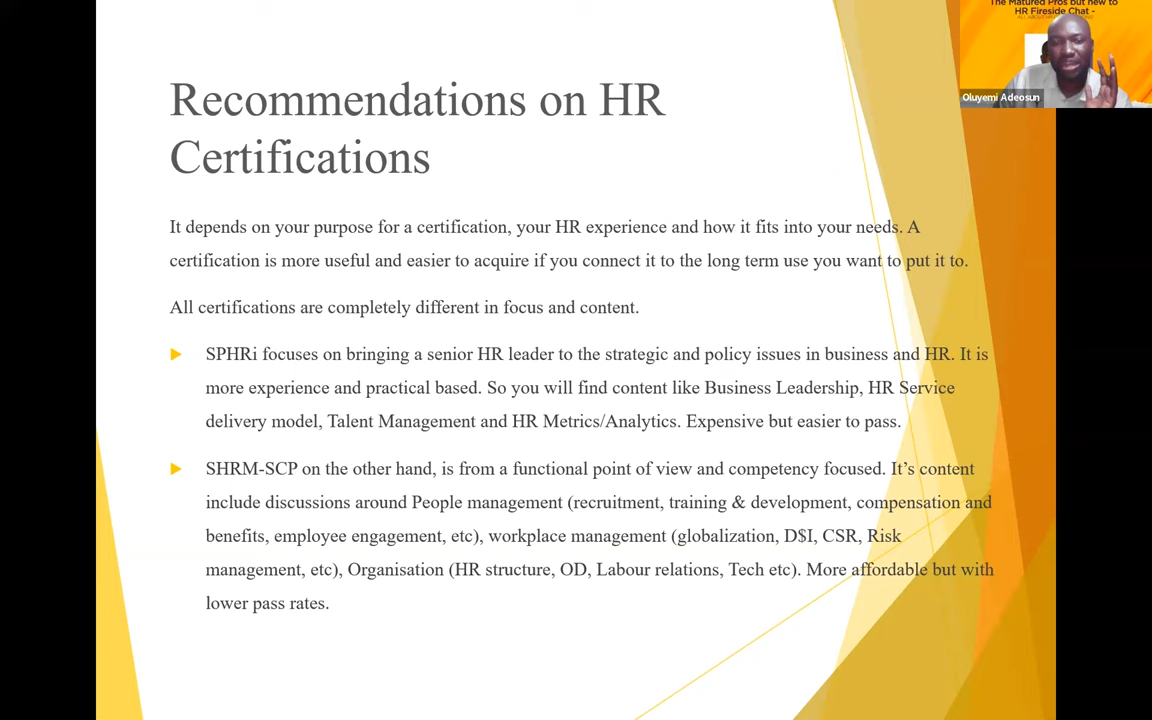 The Matured Pros but new to
HR Fireside Chat -
Oluyemi Adeosun
Recommendations on HR
Certifications
It depends on your purpose for a certification, your HR experience and how it fits into your needs. A
certification is more useful and easier to acquire if you connect it to the long term use you want to put it to.
All certifications are completely different in focus and content.
SPHRi focuses on bringing a senior HR leader to the strategic and policy issues in business and HR. It is
more experience and practical based. So you will find content like Business Leadership, HR Service
delivery model, Talent Management and HR Metrics/Analytics. Expensive but easier to pass.
SHRM-SCP on the other hand, is from a functional point of view and competency focused. It’s content
include discussions around People management (recruitment, training & development, compensation and
benefits, employee engagement, etc), workplace management (globalization, D$I, CSR, Risk
management, etc), Organisation (HR structure, OD, Labour relations, Tech etc). More affordable but with
lower pass rates.